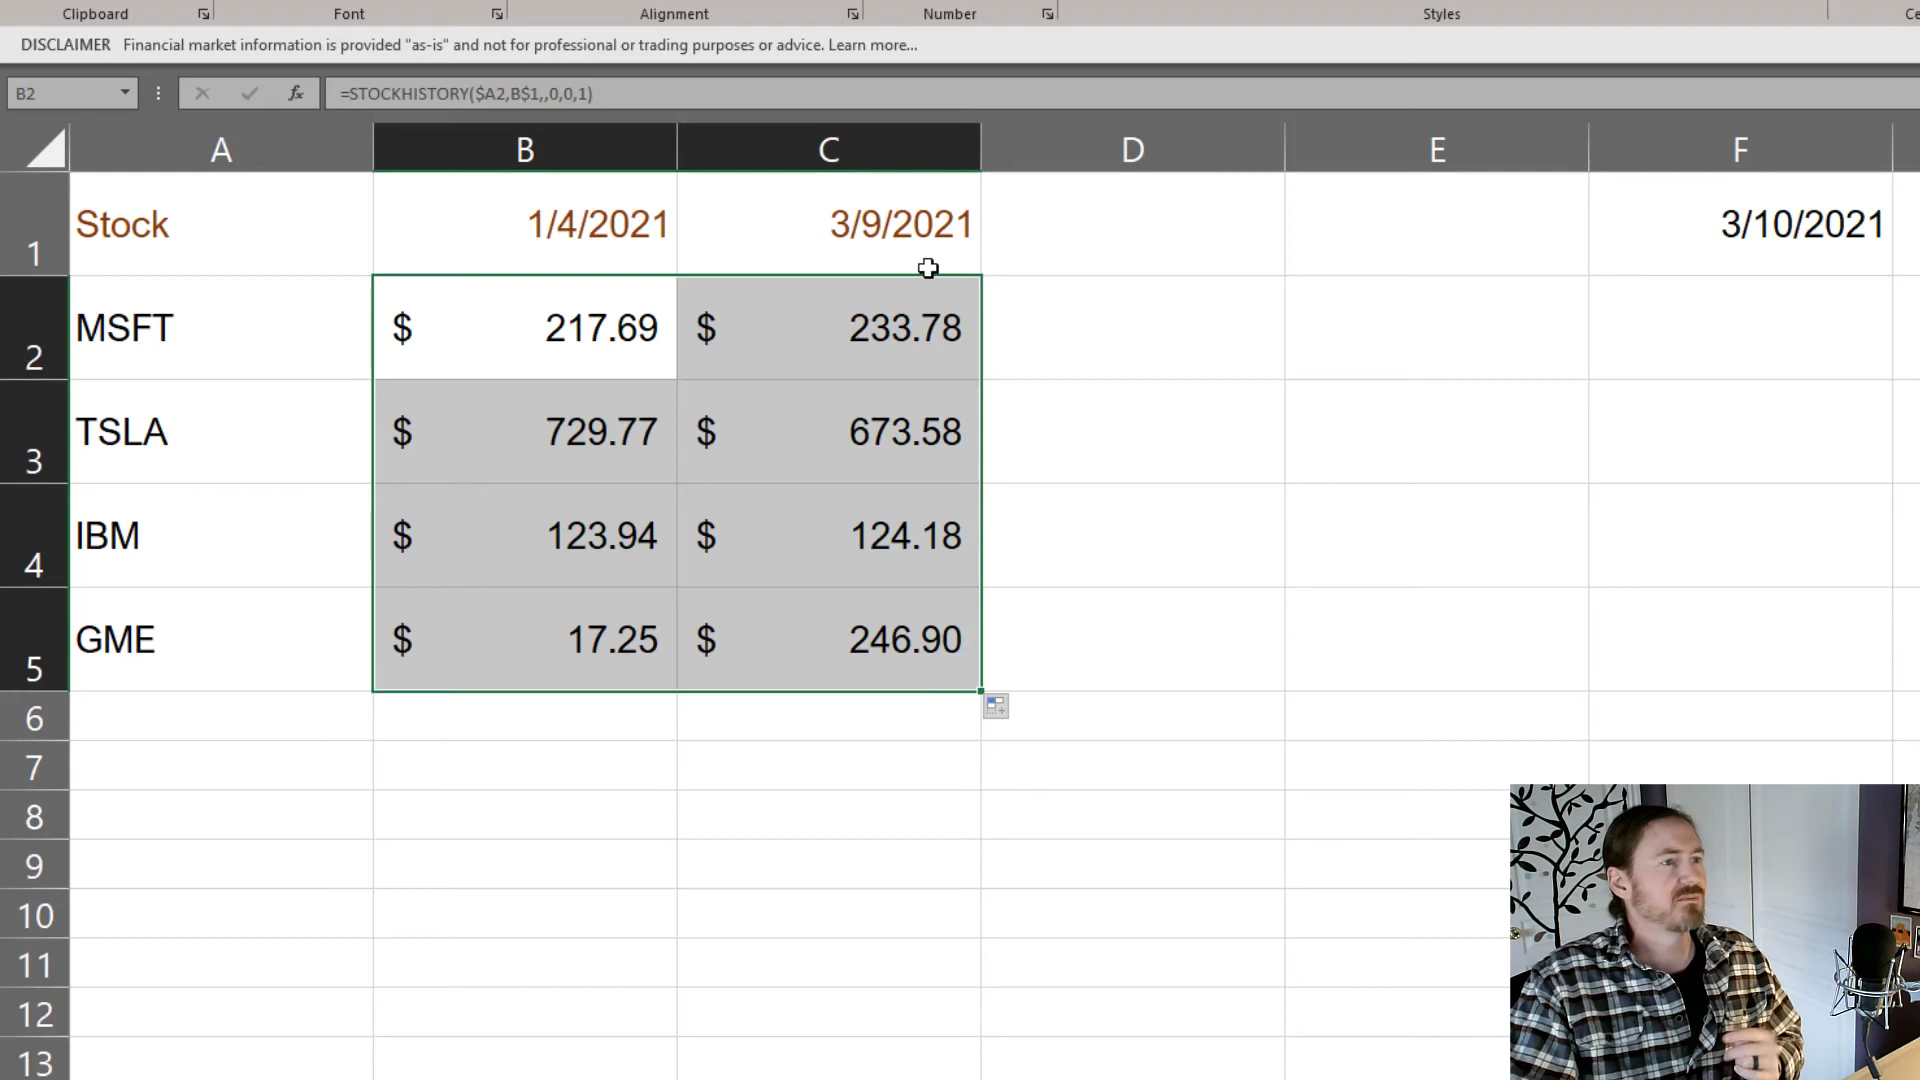 Clipboard Font Alignment Number Styles Ce
DISCLAIMER Financial market information is provided "as-is" and not for professional or trading purposes or advice. Learn more...
B2 fx =STOCKHISTORY($A2,B$1,,0,0,1)
A B C D E F
1 Stock 1/4/2021 3/9/2021 3/10/2021
2 MSFT $ 217.69 $ 233.78
3 TSLA $ 729.77 $ 673.58
4 IBM $ 123.94 $ 124.18
5 GME $ 17.25 $ 246.90
6
7
8
9
10
11
12
13